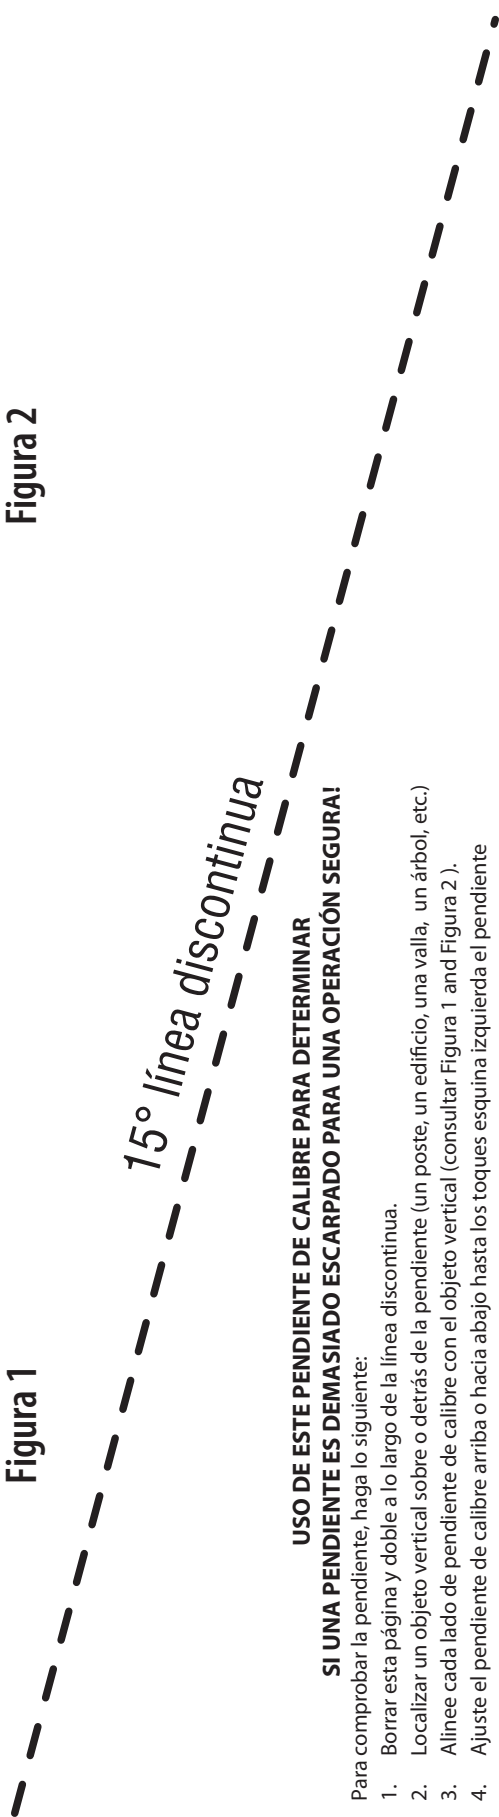 Figura 1
Figura 2
15° línea discontinua
USO DE ESTE PENDIENTE DE CALIBRE PARA DETERMINAR
SI UNA PENDIENTE ES DEMASIADO ESCARPADO PARA UNA OPERACIÓN SEGURA!
Para comprobar la pendiente, haga lo siguiente:
1. Borrar esta página y doble a lo largo de la línea discontinua.
2. Localizar un objeto vertical sobre o detrás de la pendiente (un poste, un edificio, una valla, un árbol, etc.)
3. Alinee cada lado de pendiente de calibre con el objeto vertical (consultar Figura 1 and Figura 2 ).
4. Ajuste el pendiente de calibre arriba o hacia abajo hasta los toques esquina izquierda el pendiente